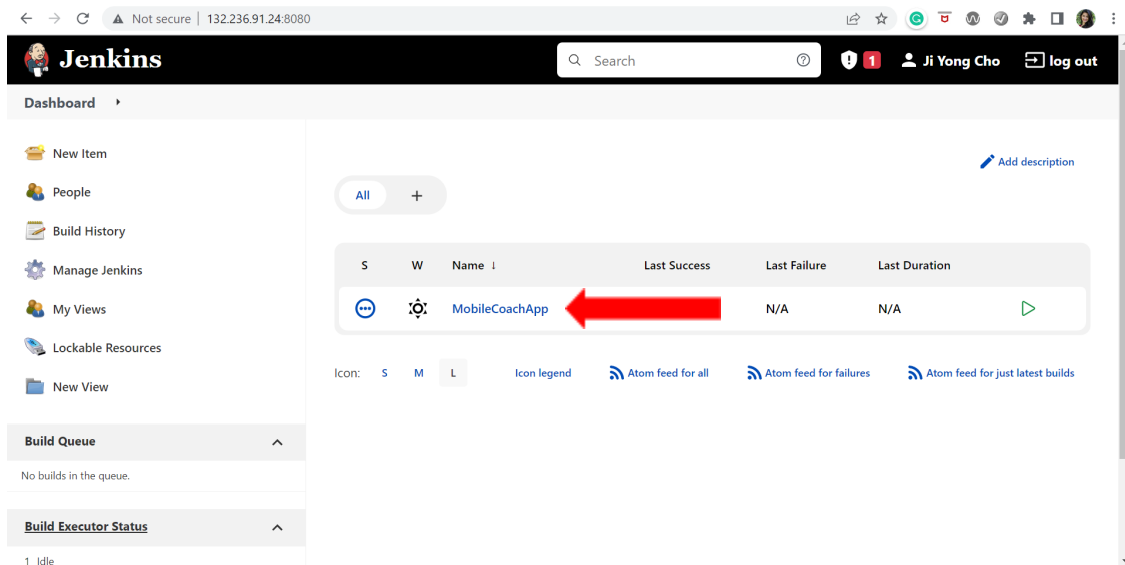 Not secure | 132.236.91.24:8080
Jenkins
Search
1
Ji Yong Cho
log out
Dashboard
New Item
People
Build History
Manage Jenkins
My Views
Lockable Resources
New View
Build Queue
No builds in the queue.
Build Executor Status
1 Idle
Add description
All +
S W Name ↓ Last Success Last Failure Last Duration
MobileCoachApp N/A N/A
Icon: S M L Icon legend Atom feed for all Atom feed for failures Atom feed for just latest builds